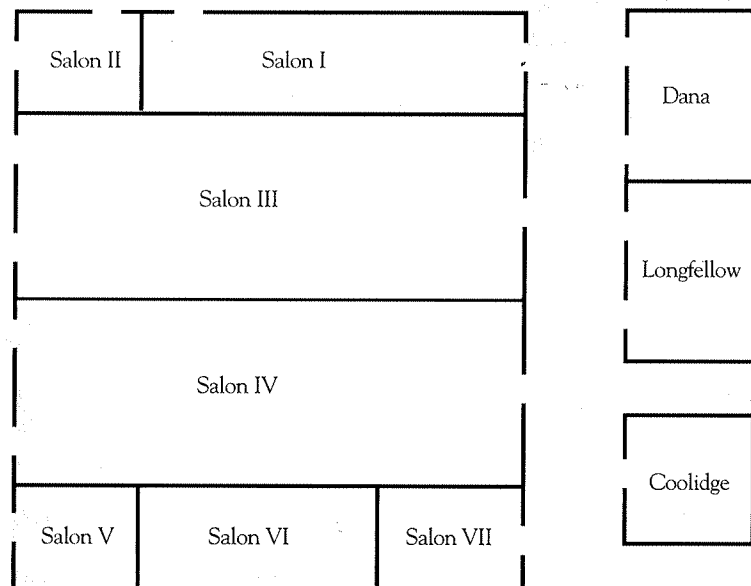 Salon II
Salon I
Dana
Salon III
Longfellow
Salon IV
Coolidge
Salon V
Salon VI
Salon VII